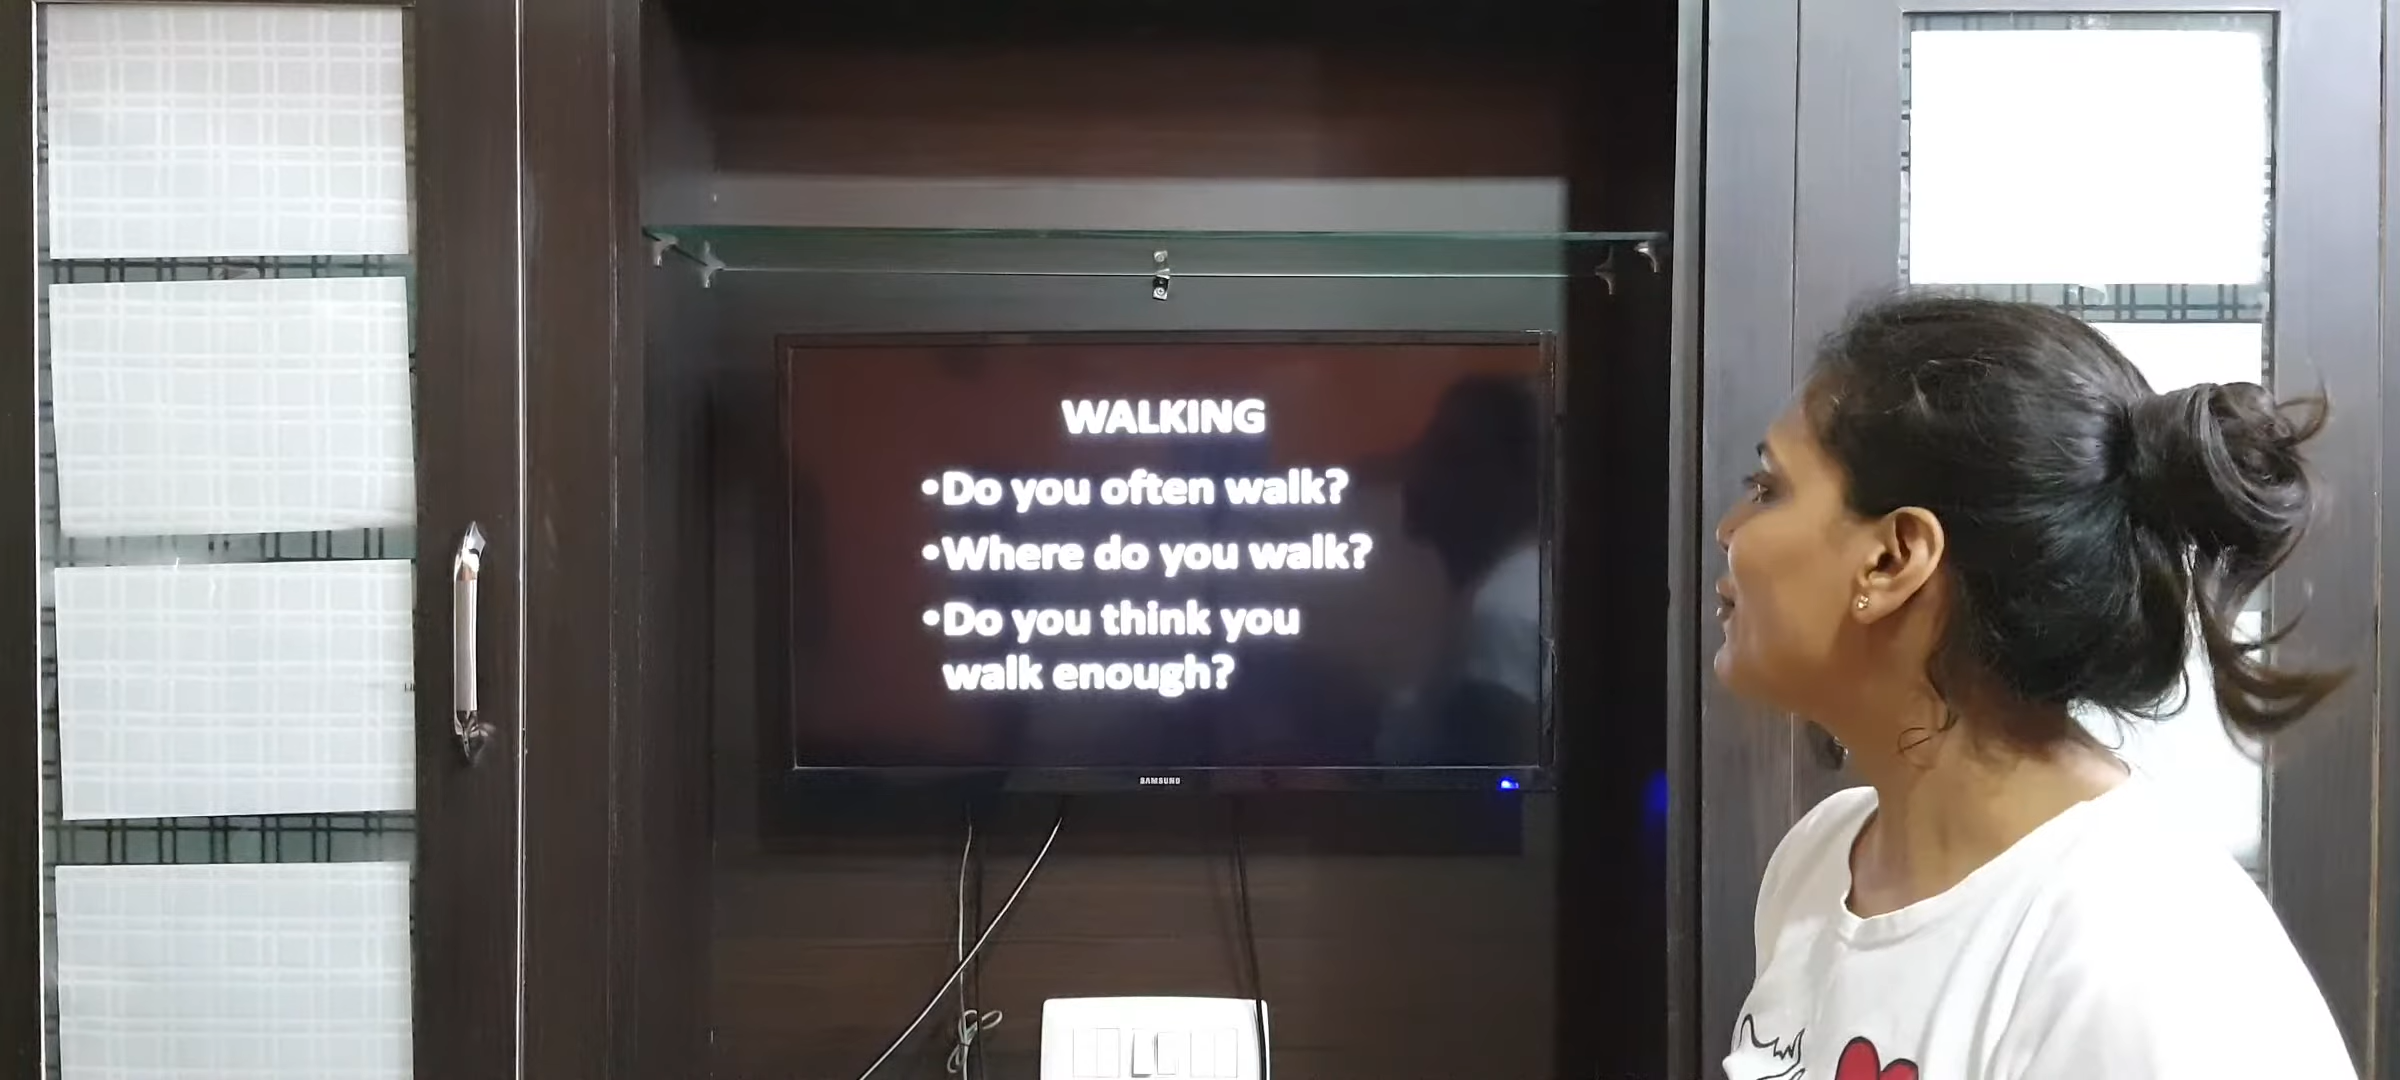 WALKING
•Do you often walk?
•Where do you walk?
•Do you think you
walk enough?
SAMSUNG